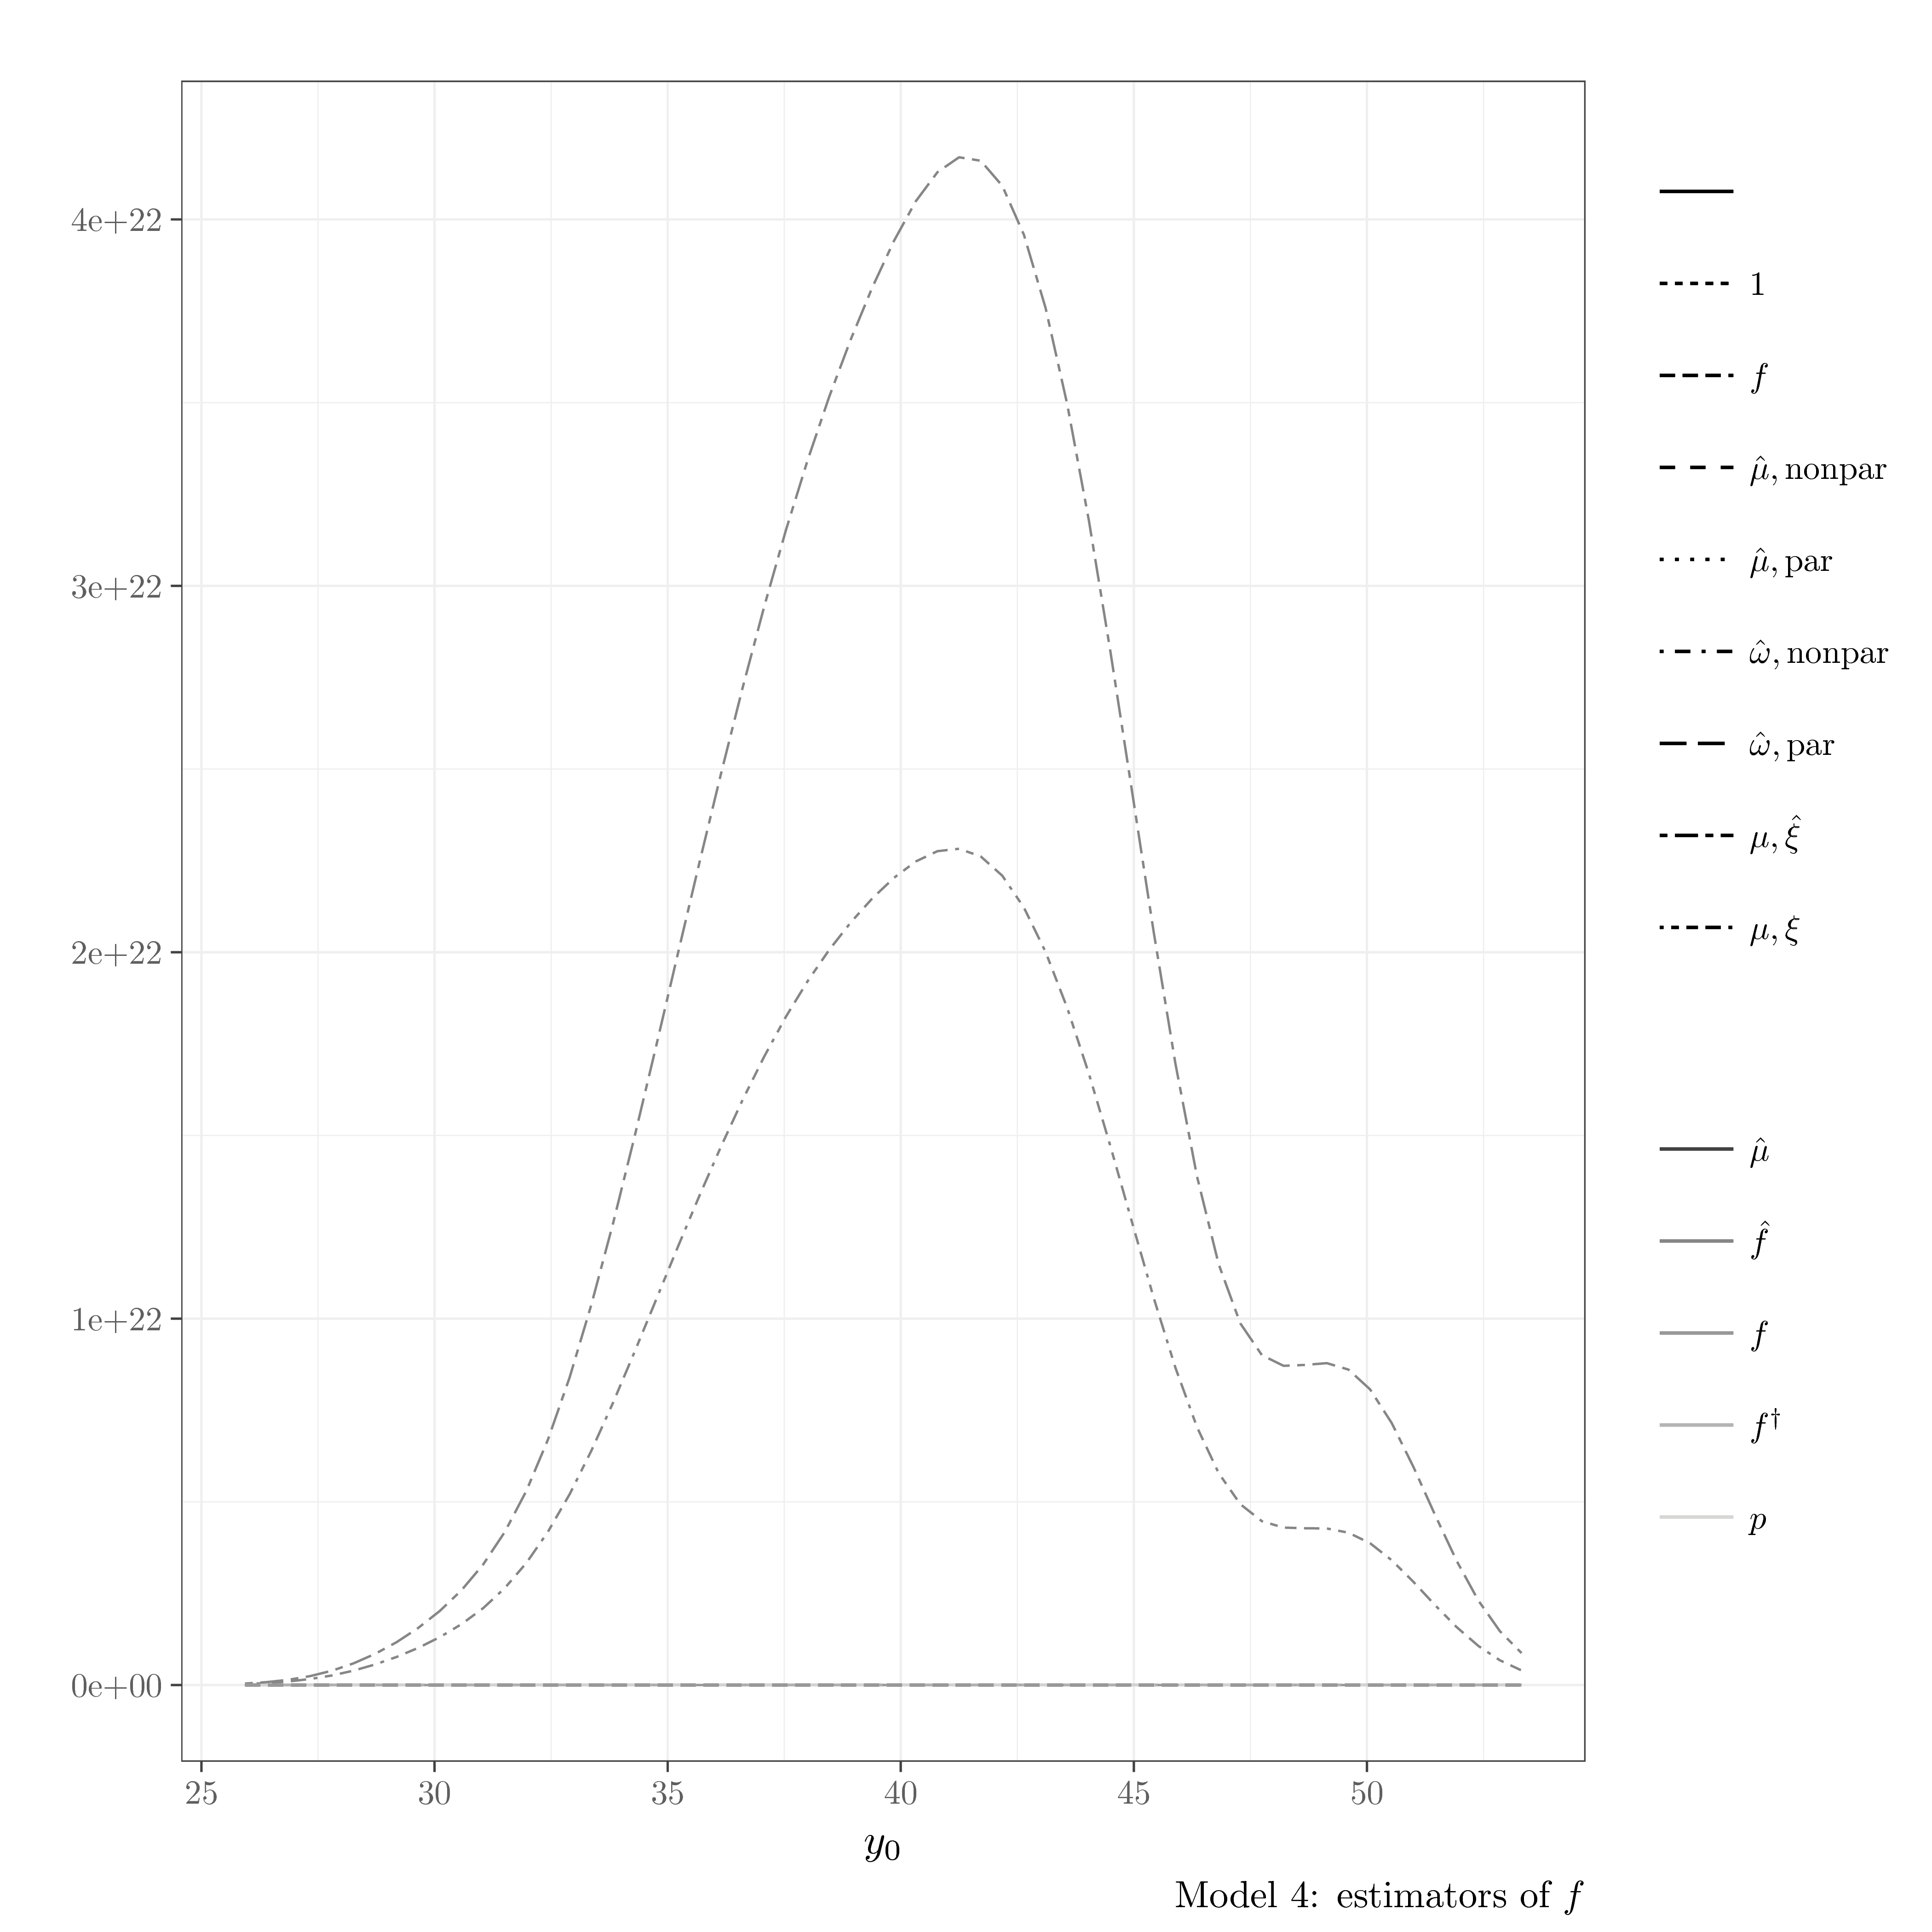 4e+22
3e+22
2e+22
1e+22
0e+00
25 30 35 40 45 50
y₀
Model 4: estimators of f
1
f
μ̂, nonpar
μ̂, par
ω̂, nonpar
ω̂, par
μ, ξ̂
μ, ξ
μ̂
f̂
f
f†
p